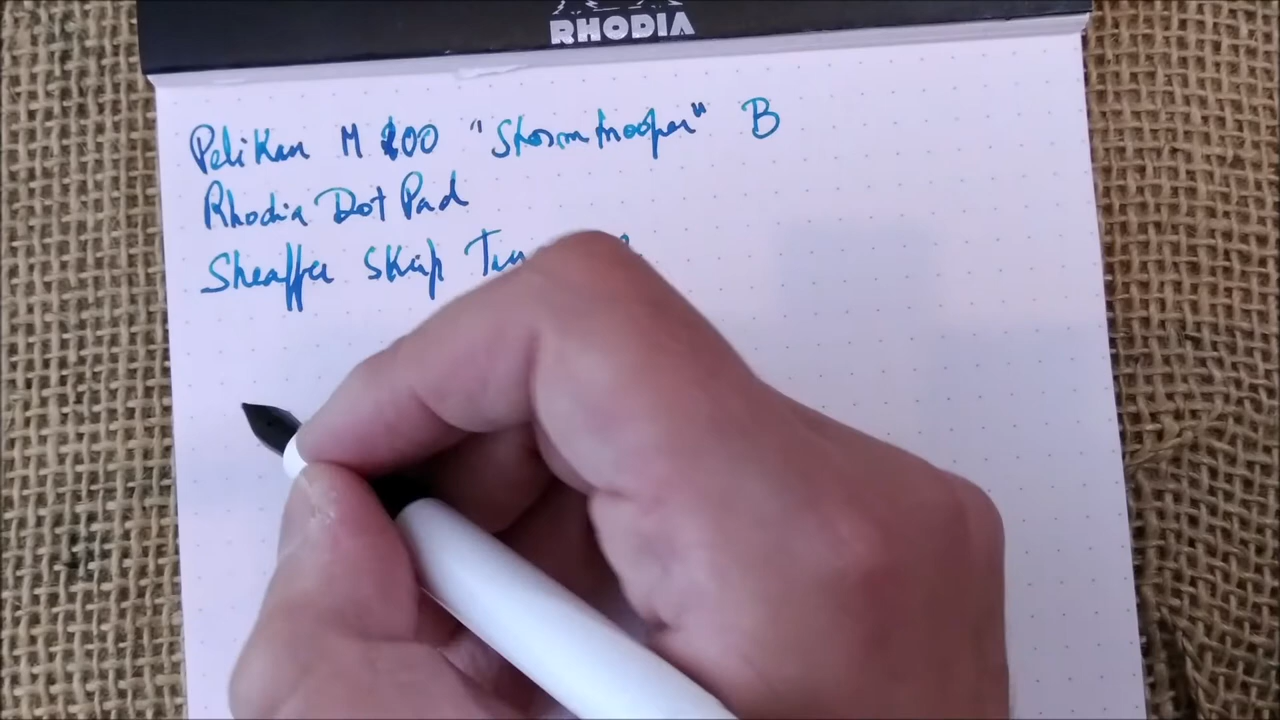 RHODIA
Pelikan M 800 "Stormtrooper" B
Rhodia Dot Pad
Sheaffer Skrip